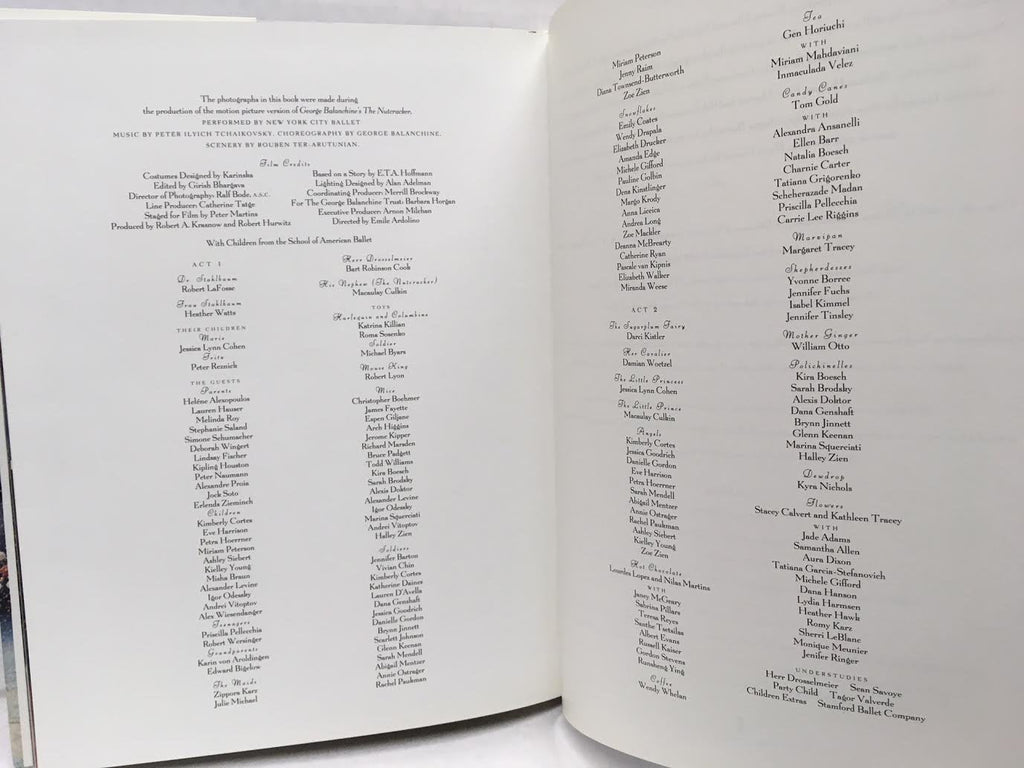 The photographs in this book were made during
the production of the motion picture version of George Balanchine's The Nutcracker,
PERFORMED BY NEW YORK CITY BALLET
MUSIC BY PETER ILYICH TCHAIKOVSKY. CHOREOGRAPHY BY GEORGE BALANCHINE.
SCENERY BY ROUBEN TER-ARUTUNIAN.
Film Credits
Costumes Designed by Karinska
Edited by Girish Bhargava
Director of Photography: Ralf Bode, A.S.C.
Line Producer: Catherine Tatge
Staged for Film by Peter Martins
Produced by Robert A. Krasnow and Robert Hurwitz
Based on a Story by E.T.A. Hoffmann
Lighting Designed by Alan Adelman
Coordinating Producer: Merrill Brockway
For The George Balanchine Trust: Barbara Horgan
Executive Producer: Arnon Milchan
Directed by Emile Ardolino
With Children from the School of American Ballet
ACT 1
Dr. Stahlbaum
Robert LaFosse
Frau Stahlbaum
Heather Watts
THEIR CHILDREN
Marie
Jessica Lynn Cohen
Fritz
Peter Reznick
THE GUESTS
Parents
Heléne Alexopoulos
Lauren Hauser
Melinda Roy
Stephanie Saland
Simone Schumacher
Deborah Wingert
Lindsay Fischer
Kipling Houston
Peter Naumann
Alexandre Proia
Jock Soto
Erlends Zieminch
Children
Kimberly Cortes
Eve Harrison
Petra Hoerrner
Miriam Peterson
Ashley Siebert
Kielley Young
Misha Braun
Alexander Levine
Igor Odessky
Andrei Vitoptov
Alex Wiesendanger
Teenagers
Priscilla Pellecchia
Robert Wersinger
Grandparents
Karin von Aroldingen
Edward Bigelow
The Maids
Zippora Karz
Julie Michael
Herr Drosselmeier
Bart Robinson Cook
His Nephew (The Nutcracker)
Macaulay Culkin
TOYS
Harlequin and Columbine
Katrina Killian
Roma Sosenko
Soldier
Michael Byars
Mouse King
Robert Lyon
Mice
Christopher Boehmer
James Fayette
Espen Giljane
Arch Higgins
Jerome Kipper
Richard Marsden
Bruce Padgett
Todd Williams
Kira Boesch
Sarah Brodsky
Alexis Doktor
Alexander Levine
Igor Odessky
Marina Squerciati
Andrei Vitoptov
Halley Zien
Soldiers
Jennifer Barton
Vivian Chin
Kimberly Cortes
Katherine Daines
Lauren D'Avella
Dana Genshaft
Jessica Goodrich
Danielle Gordon
Brynn Jinnett
Scarlett Johnson
Glenn Keenan
Sarah Mendell
Abigail Mentzer
Annie Ostrager
Rachel Paukman
Miriam Peterson
Jenny Raim
Diana Townsend-Butterworth
Zoe Zien
Snowflakes
Emily Coates
Wendy Drapala
Elizabeth Drucker
Amanda Edge
Michele Gifford
Pauline Golbin
Dena Kinstlinger
Margo Krody
Anna Liceica
Andrea Long
Zoe Mackler
Deanna McBrearty
Catherine Ryan
Pascale van Kipnis
Elizabeth Walker
Miranda Weese
ACT 2
The Sugarplum Fairy
Darci Kistler
Her Cavalier
Damian Woetzel
The Little Princess
Jessica Lynn Cohen
The Little Prince
Macaulay Culkin
Angels
Kimberly Cortes
Jessica Goodrich
Danielle Gordon
Eve Harrison
Petra Hoerrner
Sarah Mendell
Abigail Mentzer
Annie Ostrager
Rachel Paukman
Ashley Siebert
Kielley Young
Zoe Zien
Hot Chocolate
Lourdes Lopez and Nilas Martins
WITH
Janey McGeary
Sabrina Pillars
Teresa Reyes
Santhe Tsetsilas
Albert Evans
Russell Kaiser
Gordon Stevens
Runsheng Ying
Coffee
Wendy Whelan
Tea
Gen Horiuchi
WITH
Miriam Mahdaviani
Inmaculada Velez
Candy Canes
Tom Gold
WITH
Alexandra Ansanelli
Ellen Barr
Natalia Boesch
Charnie Carter
Tatiana Grigorenko
Scheherazade Madan
Priscilla Pellecchia
Carrie Lee Riggins
Marzipan
Margaret Tracey
Shepherdesses
Yvonne Borree
Jennifer Fuchs
Isabel Kimmel
Jennifer Tinsley
Mother Ginger
William Otto
Polichinelles
Kira Boesch
Sarah Brodsky
Alexis Doktor
Dana Genshaft
Brynn Jinnett
Glenn Keenan
Marina Squerciati
Halley Zien
Dewdrop
Kyra Nichols
Flowers
Stacey Calvert and Kathleen Tracey
WITH
Jade Adams
Samantha Allen
Aura Dixon
Tatiana Garcia-Stefanovich
Michele Gifford
Dana Hanson
Lydia Harmsen
Heather Hawk
Romy Karz
Sherri LeBlanc
Monique Meunier
Jenifer Ringer
UNDERSTUDIES
Herr Drosselmeier Sean Savoye
Party Child Tagor Valverde
Children Extras Stamford Ballet Company